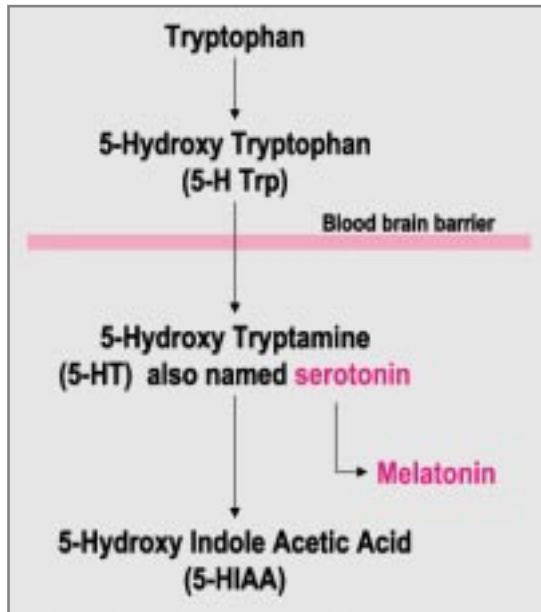 Tryptophan
5-Hydroxy Tryptophan
(5-H Trp)
Blood brain barrier
5-Hydroxy Tryptamine
(5-HT) also named serotonin
Melatonin
5-Hydroxy Indole Acetic Acid
(5-HIAA)